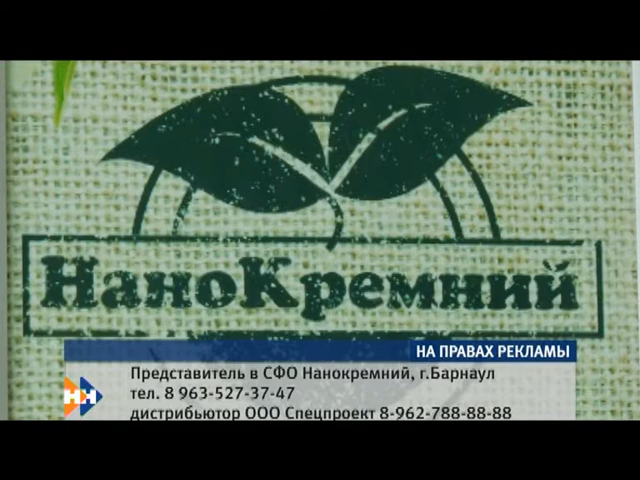 НаноКремний
НА ПРАВАХ РЕКЛАМЫ
Представитель в СФО Нанокремний, г.Барнаул
тел. 8 963-527-37-47
дистрибьютор ООО Спецпроект 8-962-788-88-88
НН